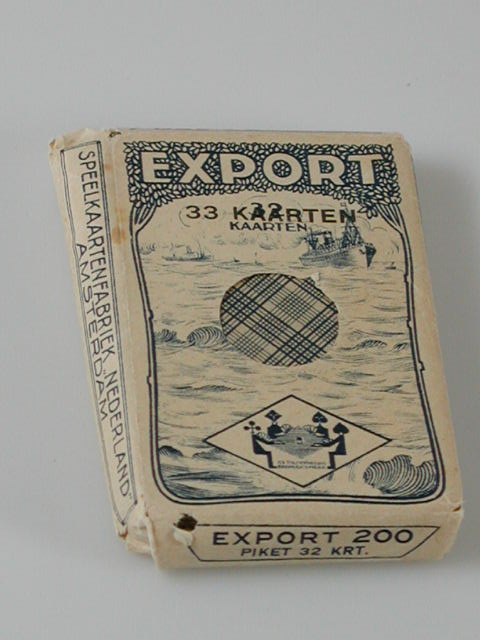 EXPORT
33 KAARTEN
32
KAARTEN
EXPORT 200
PIKET 32 KRT.
SPEELKAARTENFABRIEK „NEDERLAND"
AMSTERDAM